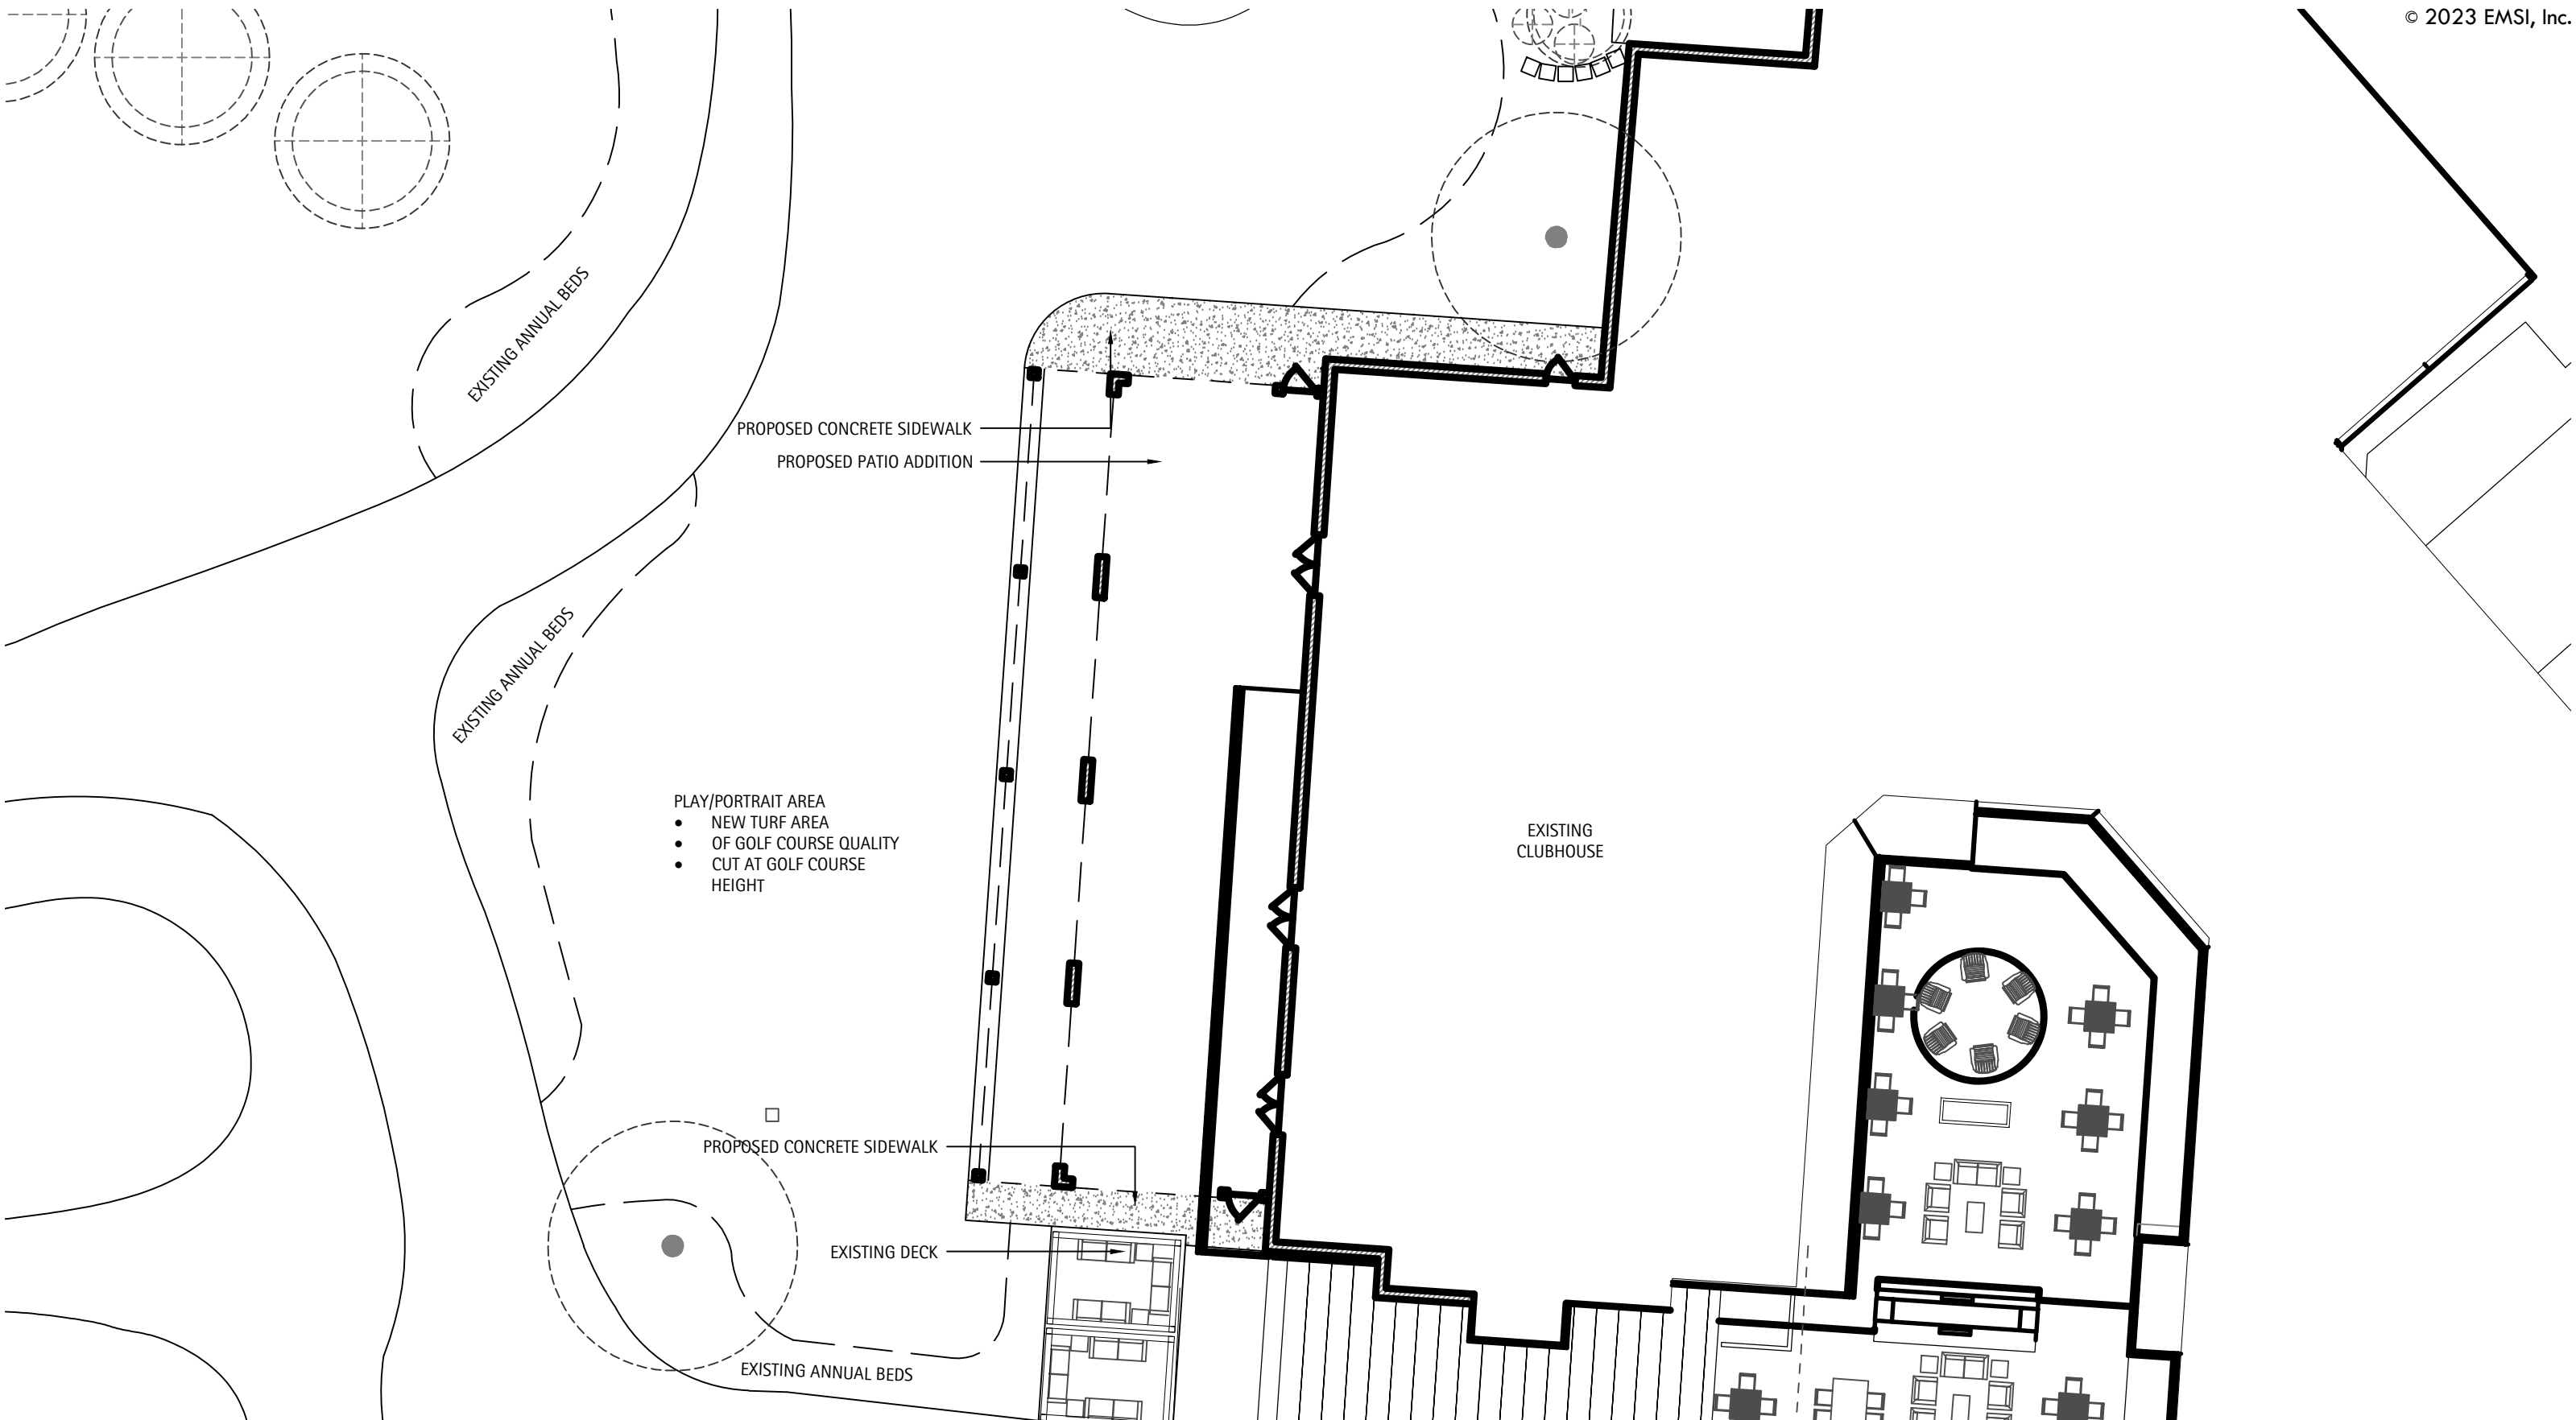 © 2023 EMSI, Inc.
EXISTING ANNUAL BEDS
PROPOSED CONCRETE SIDEWALK
PROPOSED PATIO ADDITION
EXISTING ANNUAL BEDS
PLAY/PORTRAIT AREA
• NEW TURF AREA
• OF GOLF COURSE QUALITY
• CUT AT GOLF COURSE
HEIGHT
EXISTING
CLUBHOUSE
PROPOSED CONCRETE SIDEWALK
EXISTING DECK
EXISTING ANNUAL BEDS